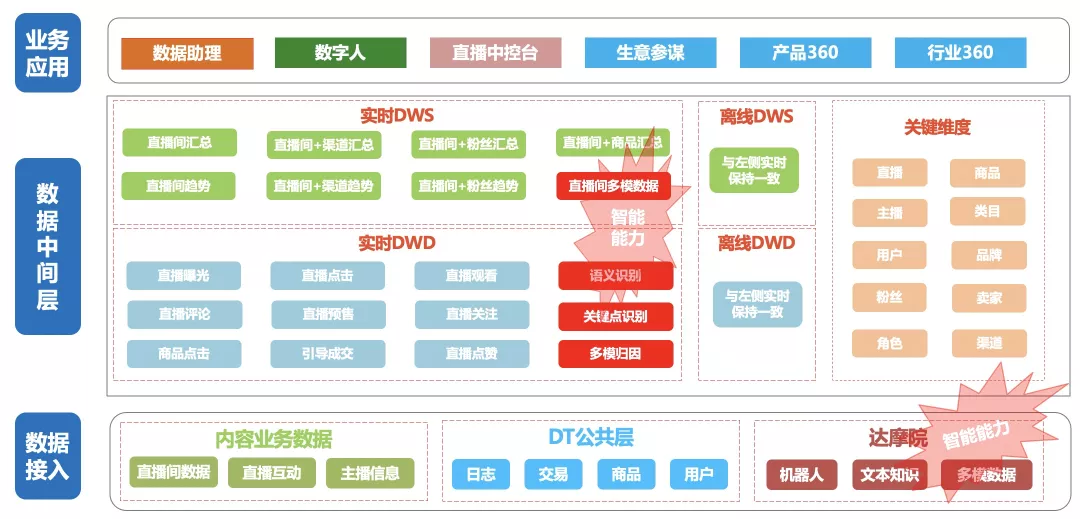 业务
应用
数据助理
数字人
直播中控台
生意参谋
产品360
行业360
数据中间层
实时DWS
直播间汇总
直播间+渠道汇总
直播间+粉丝汇总
直播间+商品汇总
直播间趋势
直播间+渠道趋势
直播间+粉丝趋势
直播间多模数据
智能
能力
实时DWD
直播曝光
直播点击
直播观看
语义识别
直播评论
直播预售
直播关注
关键点识别
商品点击
引导成交
直播点赞
多模归因
离线DWS
与左侧实时
保持一致
离线DWD
与左侧实时
保持一致
关键维度
直播
商品
主播
类目
用户
品牌
粉丝
卖家
角色
渠道
数据
接入
内容业务数据
直播间数据
直播互动
主播信息
DT公共层
日志
交易
商品
用户
达摩院
智能能力
机器人
文本知识
多模数据